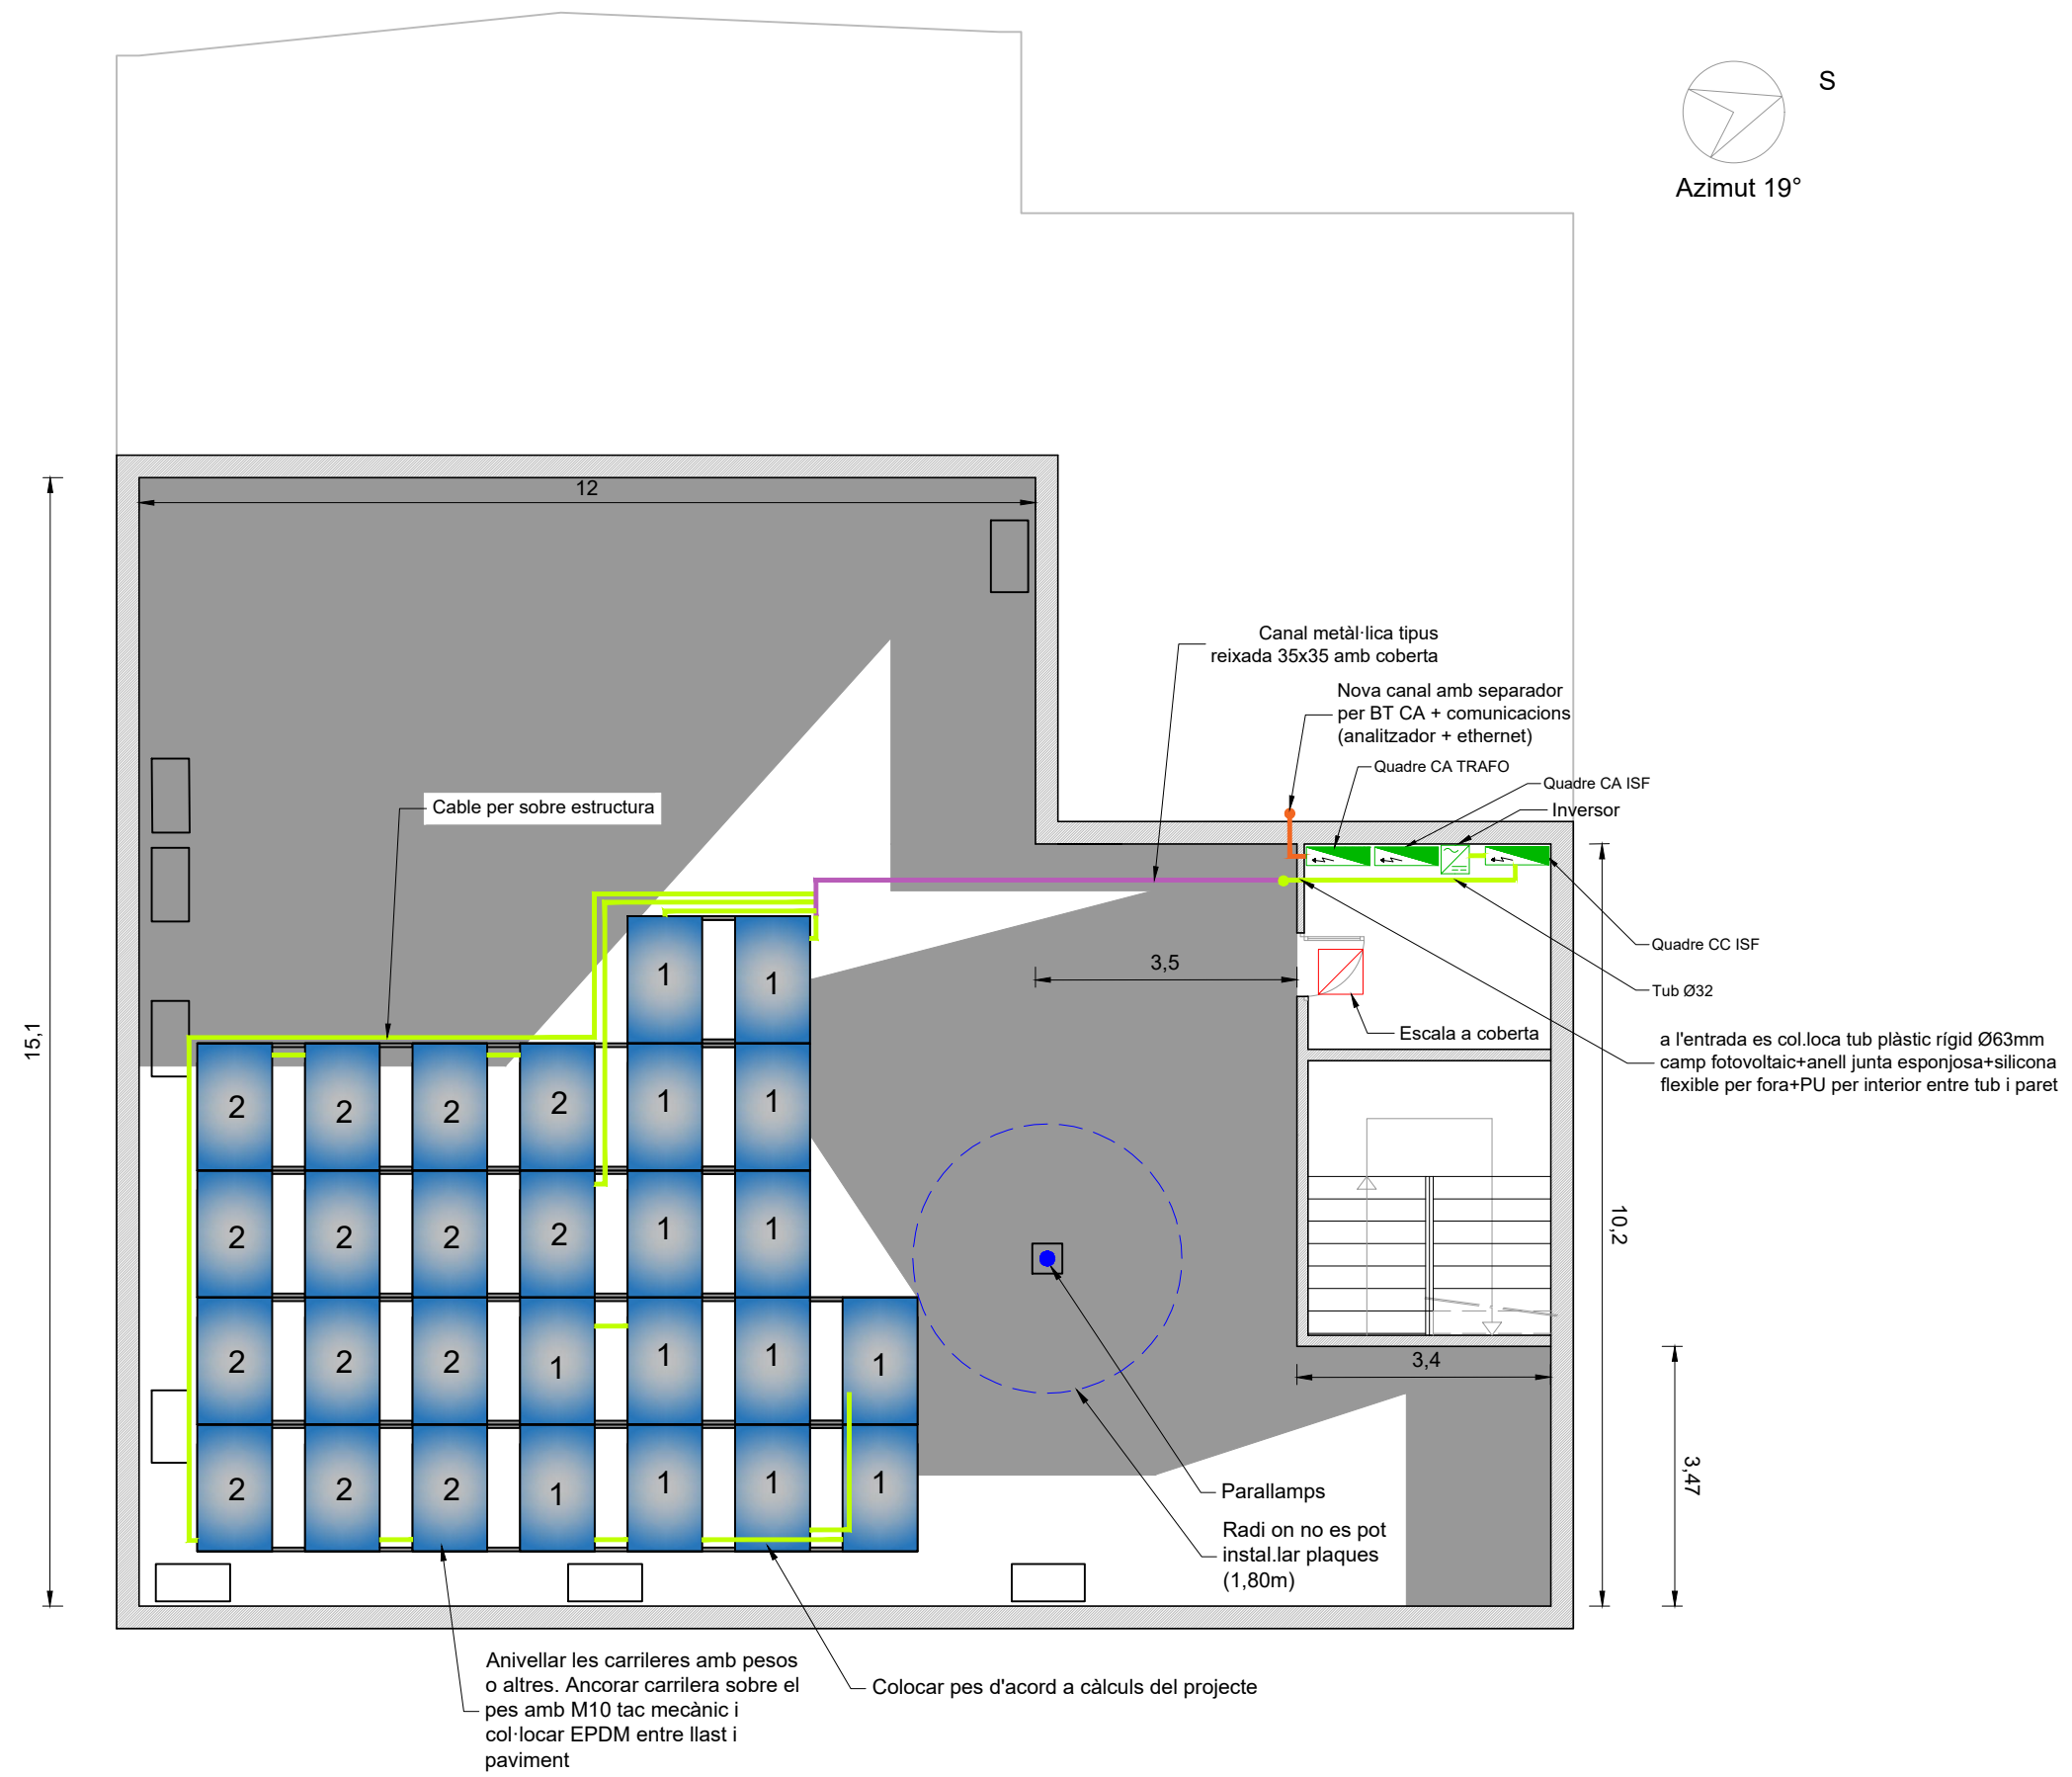 S
Azimut 19°
12
Canal metàl·lica tipus
reixada 35x35 amb coberta
Nova canal amb separador
per BT CA + comunicacions
(analitzador + ethernet)
Quadre CA TRAFO
Quadre CA ISF
Inversor
Cable per sobre estructura
Quadre CC ISF
3,5
Tub Ø32
15,1
Escala a coberta
a l'entrada es col.loca tub plàstic rígid Ø63mm
camp fotovoltaic+anell junta esponjosa+silicona
flexible per fora+PU per interior entre tub i paret
10,2
1 1
2 2 2 2 1 1
2 2 2 2 1 1
2 2 2 1 1 1 1
2 2 2 1 1 1 1
3,4
3,47
Parallamps
Radi on no es pot
instal.lar plaques
(1,80m)
Anivellar les carrileres amb pesos
o altres. Ancorar carrilera sobre el
pes amb M10 tac mecànic i
col·locar EPDM entre llast i
paviment
Colocar pes d'acord a càlculs del projecte